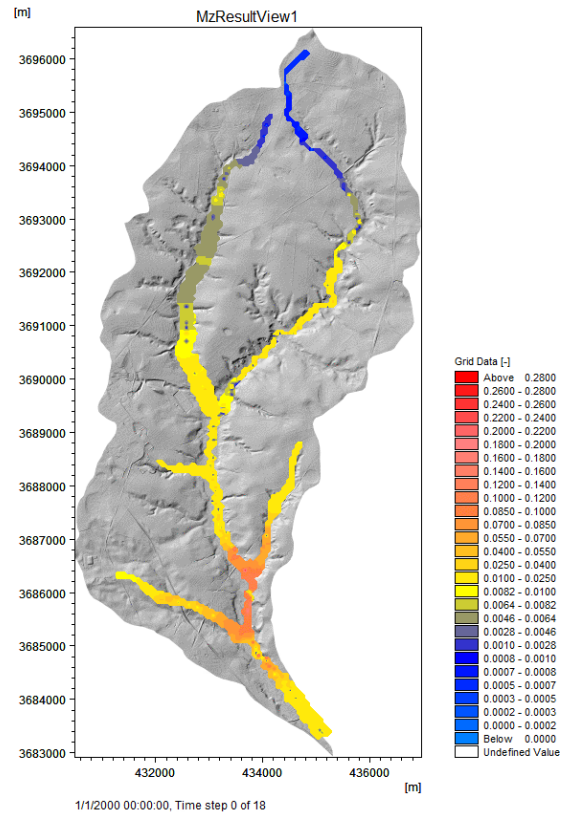 [m]
MzResultView1
3696000
3695000
3694000
3693000
3692000
3691000
3690000
3689000
3688000
3687000
3686000
3685000
3684000
3683000
432000 434000 436000
[m]
1/1/2000 00:00:00, Time step 0 of 18
Grid Data [-]
Above 0.2800
0.2600 - 0.2800
0.2400 - 0.2600
0.2200 - 0.2400
0.2000 - 0.2200
0.1800 - 0.2000
0.1600 - 0.1800
0.1400 - 0.1600
0.1200 - 0.1400
0.1000 - 0.1200
0.0850 - 0.1000
0.0700 - 0.0850
0.0550 - 0.0700
0.0400 - 0.0550
0.0250 - 0.0400
0.0100 - 0.0250
0.0082 - 0.0100
0.0064 - 0.0082
0.0046 - 0.0064
0.0028 - 0.0046
0.0010 - 0.0028
0.0008 - 0.0010
0.0007 - 0.0008
0.0005 - 0.0007
0.0003 - 0.0005
0.0002 - 0.0003
0.0000 - 0.0002
Below 0.0000
Undefined Value